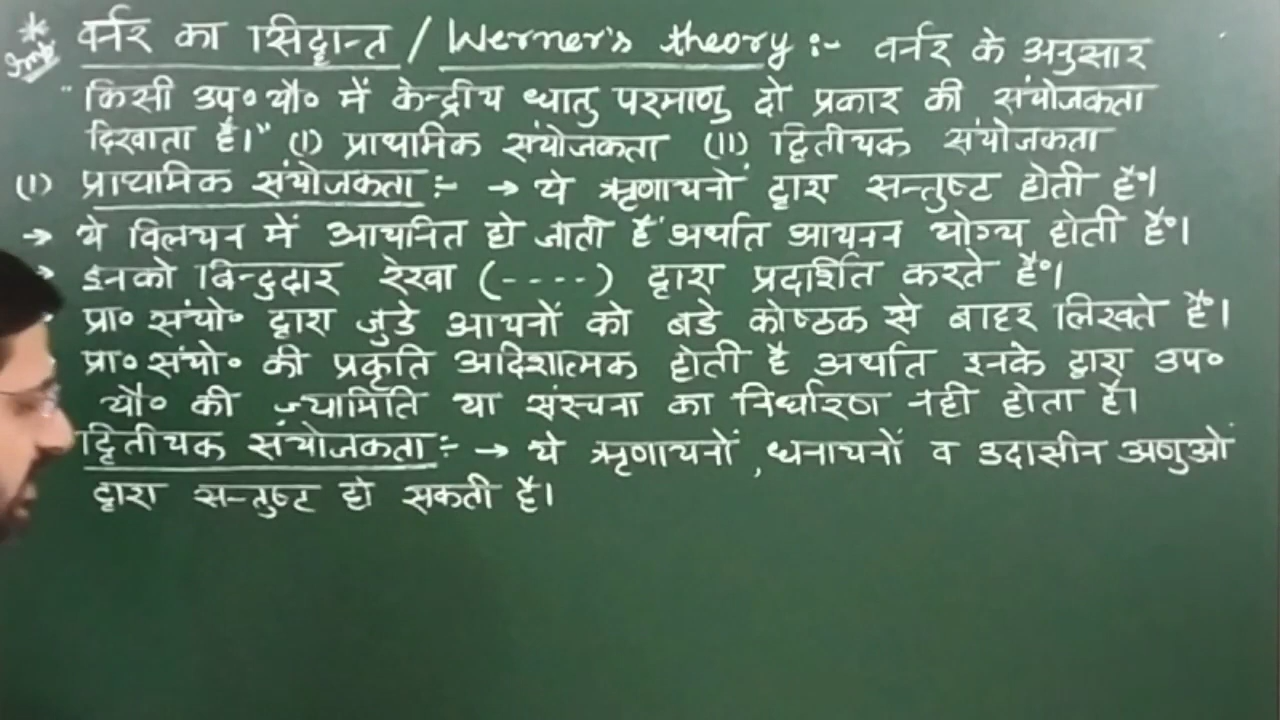 * वर्नर का सिद्धान्त / Werner's theory :- वर्नर के अनुसार
Imp
"किसी उप० यौ० में केन्द्रीय धातु परमाणु दो प्रकार की संयोजकता
दिखाता है।" (I) प्राथामिक संयोजकता (II) द्वितीयक संयोजकता
(I) प्राथामिक संयोजकता :- → ये ऋणायनों द्वारा सन्तुष्ट होती हैं।
→ ये विलयन में आयनित हो जाती हैं अर्थात आयनन योग्य होती हैं।
→ इनको बिन्दुदार रेखा (----) द्वारा प्रदर्शित करते हैं।
प्रा० संयो० द्वारा जुडे आयनों को बडे कोष्ठक से बाहर लिखते हैं।
प्रा० संयो० की प्रकृति अदिशात्मक होती है अर्थात इनके द्वारा उप०
यौ० की ज्यामिति या संरचना का निर्धारण नही होता है।
द्वितीयक संयोजकता :- → ये ऋणायनों, धनायनों व उदासीन अणुओं
द्वारा सन्तुष्ट हो सकती है।